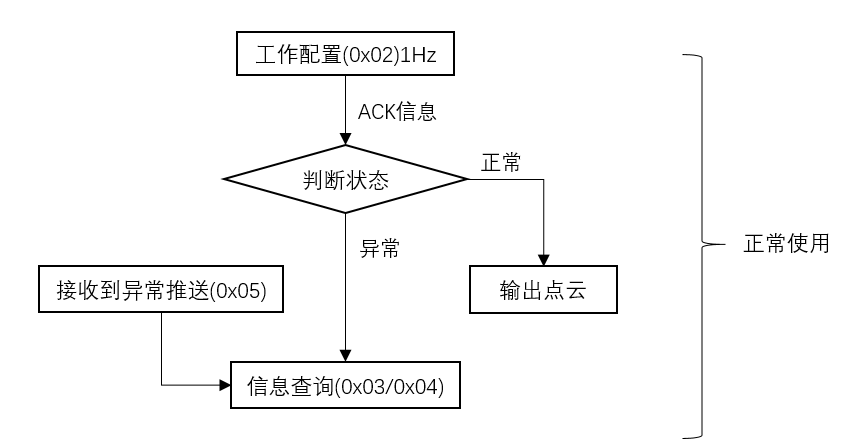 工作配置(0x02)1Hz
ACK信息
判断状态
正常
异常
正常使用
接收到异常推送(0x05)
输出点云
信息查询(0x03/0x04)